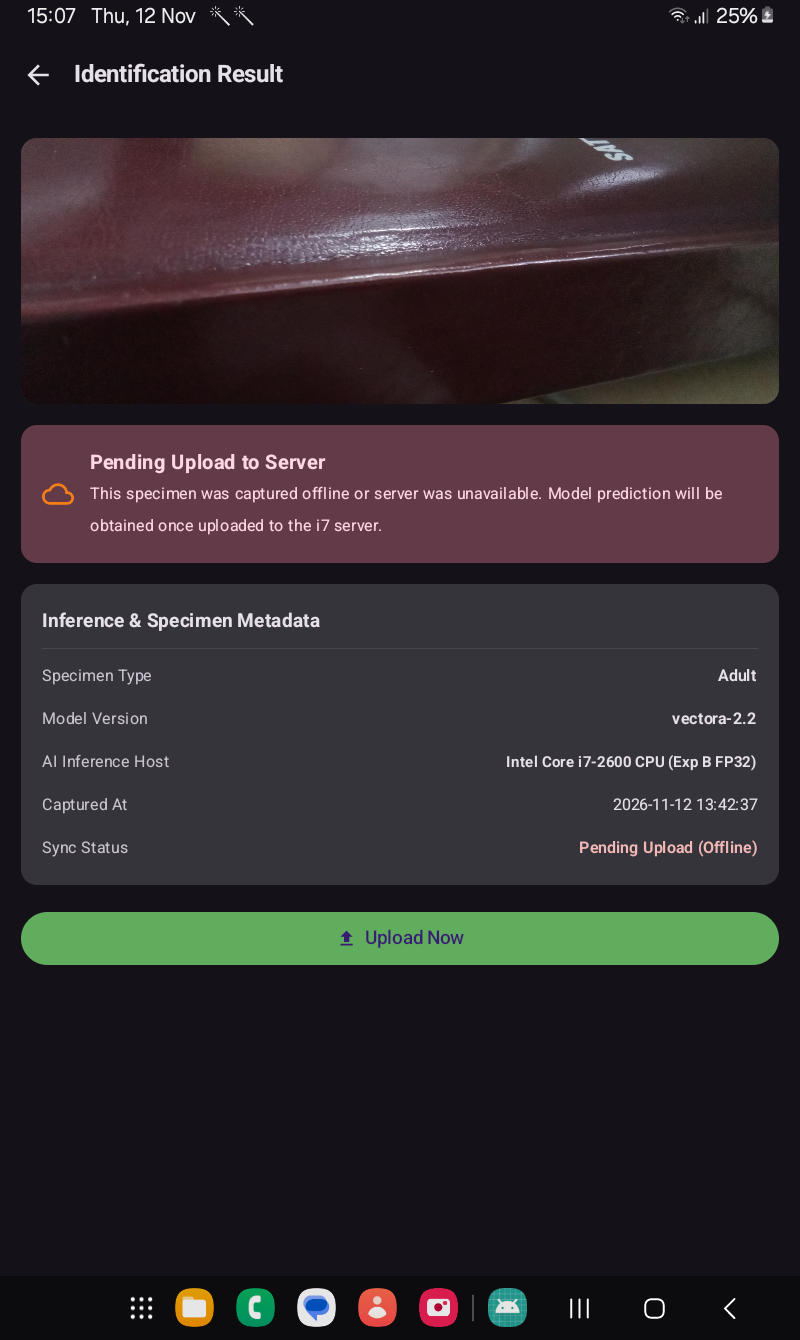 15:07 Thu, 12 Nov 25%
Identification Result
Pending Upload to Server
This specimen was captured offline or server was unavailable. Model prediction will be
obtained once uploaded to the i7 server.
Inference & Specimen Metadata
Specimen Type Adult
Model Version vectora-2.2
AI Inference Host Intel Core i7-2600 CPU (Exp B FP32)
Captured At 2026-11-12 13:42:37
Sync Status Pending Upload (Offline)
Upload Now